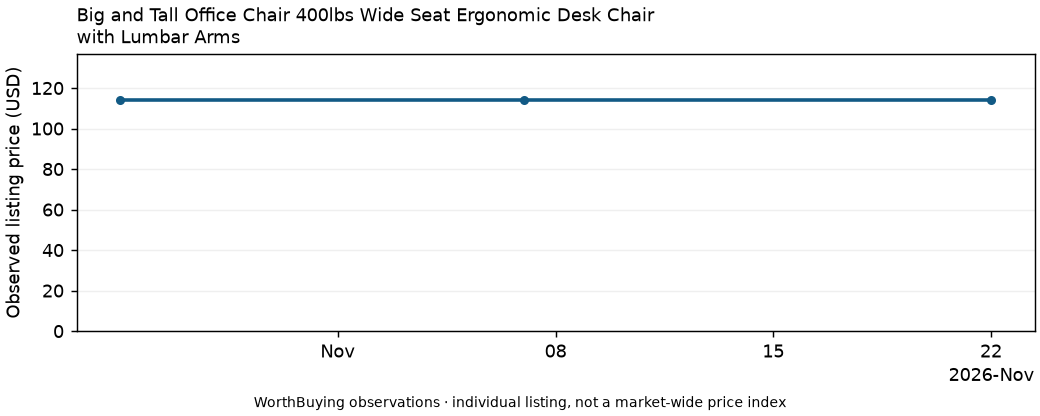 Big and Tall Office Chair 400lbs Wide Seat Ergonomic Desk Chair
with Lumbar Arms
Observed listing price (USD)
120
100
80
60
40
20
0
Nov
08
15
22
2026-Nov
WorthBuying observations · individual listing, not a market-wide price index